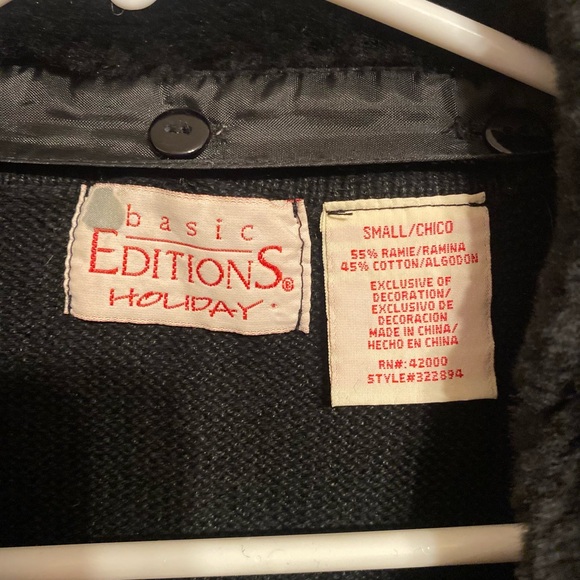 basic
EDITIONS®
HOLIDAY
SMALL/CHICO
55% RAMIE/RAMINA
45% COTTON/ALGODON
EXCLUSIVE OF
DECORATION/
EXCLUSIVO DE
DECORACION
MADE IN CHINA/
HECHO EN CHINA
RN#: 42000
STYLE#322894